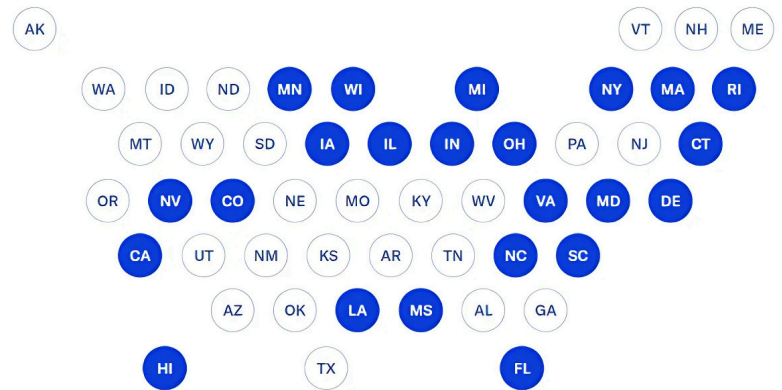 AK VT NH ME
WA ID ND MN WI MI NY MA RI
MT WY SD IA IL IN OH PA NJ CT
OR NV CO NE MO KY WV VA MD DE
CA UT NM KS AR TN NC SC
AZ OK LA MS AL GA
HI TX FL